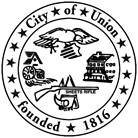 City of Union
SHEETS RIFLE
founded 1816